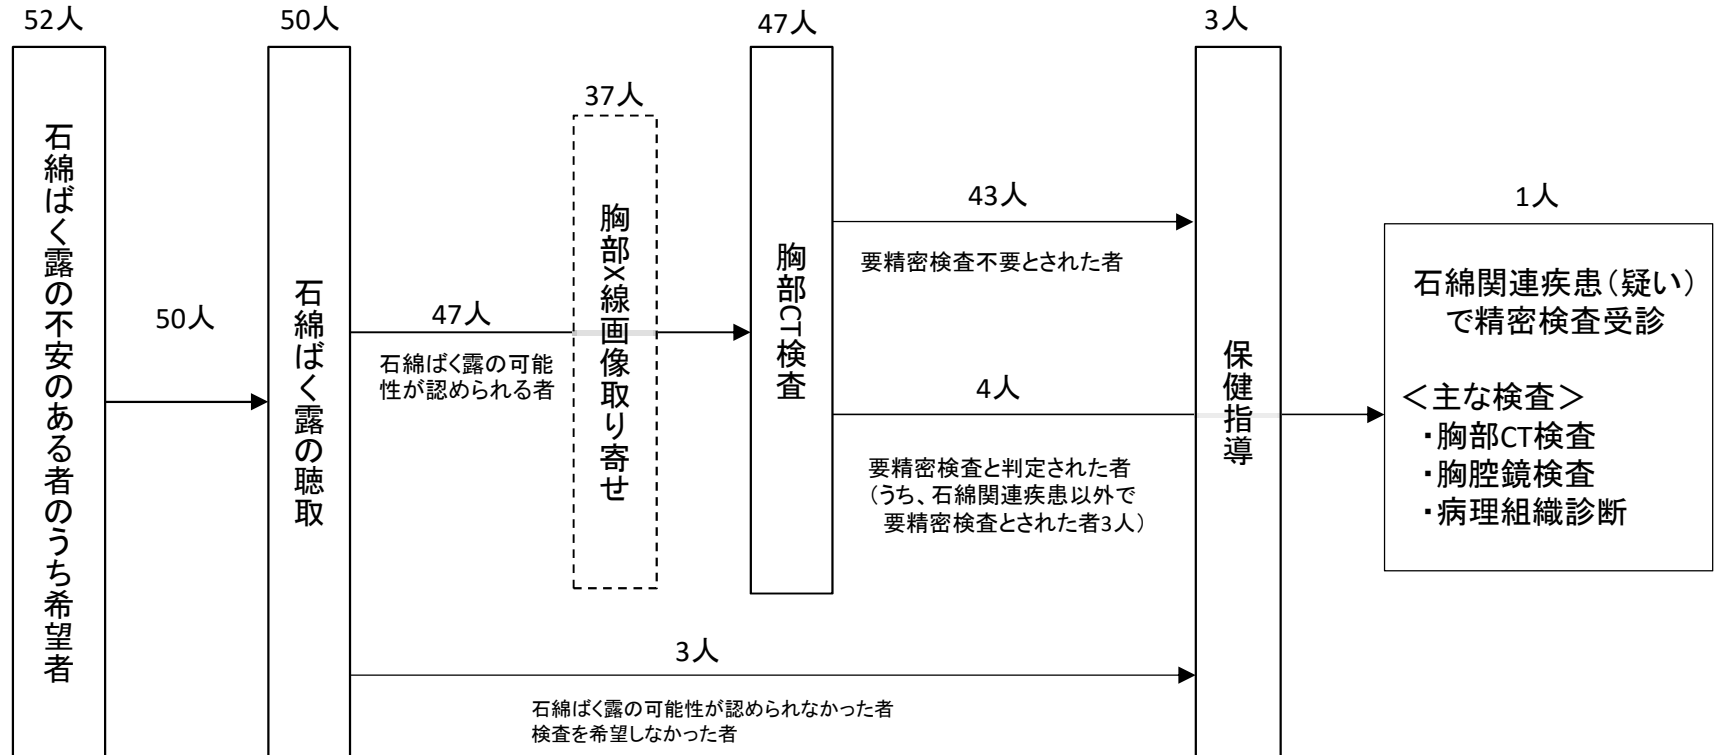 52人
石綿ばく露の不安のある者のうち希望者
50人
50人
石綿ばく露の聴取
47人
石綿ばく露の可能
性が認められる者
37人
胸部X線画像取り寄せ
47人
胸部CT検査
43人
要精密検査不要とされた者
4人
要精密検査と判定された者
（うち、石綿関連疾患以外で
要精密検査とされた者3人）
3人
石綿ばく露の可能性が認められなかった者
検査を希望しなかった者
3人
保健指導
1人
石綿関連疾患（疑い）
で精密検査受診
＜主な検査＞
・胸部CT検査
・胸腔鏡検査
・病理組織診断